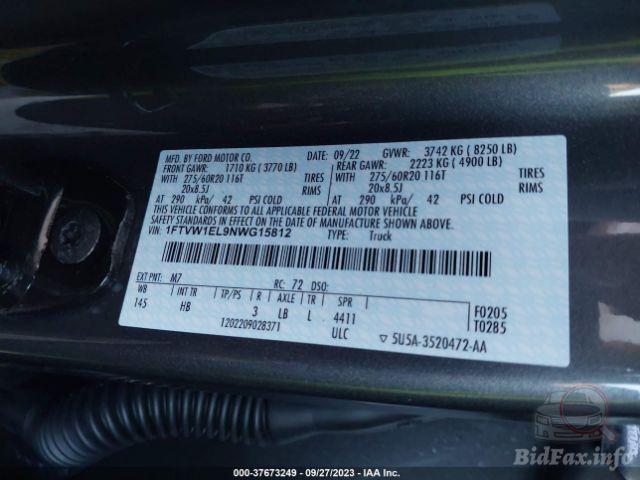 MFD. BY FORD MOTOR CO.
DATE: 09/22 GVWR: 3742 KG ( 8250 LB)
FRONT GAWR: 1710 KG ( 3770 LB) REAR GAWR: 2223 KG ( 4900 LB)
WITH 275/60R20 116T TIRES WITH 275/60R20 116T TIRES
20x8.5J RIMS 20x8.5J RIMS
AT 290 kPa/ 42 PSI COLD AT 290 kPa/ 42 PSI COLD
THIS VEHICLE CONFORMS TO ALL APPLICABLE FEDERAL MOTOR VEHICLE
SAFETY STANDARDS IN EFFECT ON THE DATE OF MANUFACTURE SHOWN ABOVE.
VIN: 1FTVW1EL9NWG15812 TYPE: Truck
EXT PNT: M7 RC: 72 DSO:
WB INT TR TP/PS R AXLE TR SPR
145 HB 3 LB L 4411
F0205
T0285
1202209028371 ULC ▽ 5U5A-3520472-AA
BidFax.info
000-37673249 - 09/27/2023 - IAA Inc.